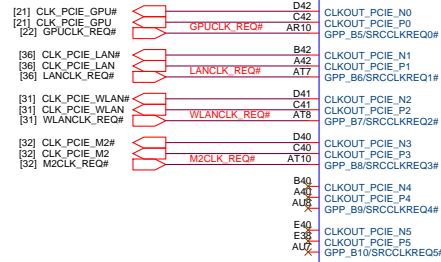 [21] CLK_PCIE_GPU# D42 CLKOUT_PCIE_N0
[21] CLK_PCIE_GPU C42 CLKOUT_PCIE_P0
[22] GPUCLK_REQ# GPUCLK_REQ# AR10 GPP_B5/SRCCLKREQ0#
[36] CLK_PCIE_LAN# B42 CLKOUT_PCIE_N1
[36] CLK_PCIE_LAN A42 CLKOUT_PCIE_P1
[36] LANCLK_REQ# LANCLK_REQ# AT7 GPP_B6/SRCCLKREQ1#
[31] CLK_PCIE_WLAN# D41 CLKOUT_PCIE_N2
[31] CLK_PCIE_WLAN C41 CLKOUT_PCIE_P2
[31] WLANCLK_REQ# WLANCLK_REQ# AT8 GPP_B7/SRCCLKREQ2#
[32] CLK_PCIE_M2# D40 CLKOUT_PCIE_N3
[32] CLK_PCIE_M2 C40 CLKOUT_PCIE_P3
[32] M2CLK_REQ# M2CLK_REQ# AT10 GPP_B8/SRCCLKREQ3#
B40 CLKOUT_PCIE_N4
A40 CLKOUT_PCIE_P4
AU8 GPP_B9/SRCCLKREQ4#
E40 CLKOUT_PCIE_N5
E38 CLKOUT_PCIE_P5
AU7 GPP_B10/SRCCLKREQ5#